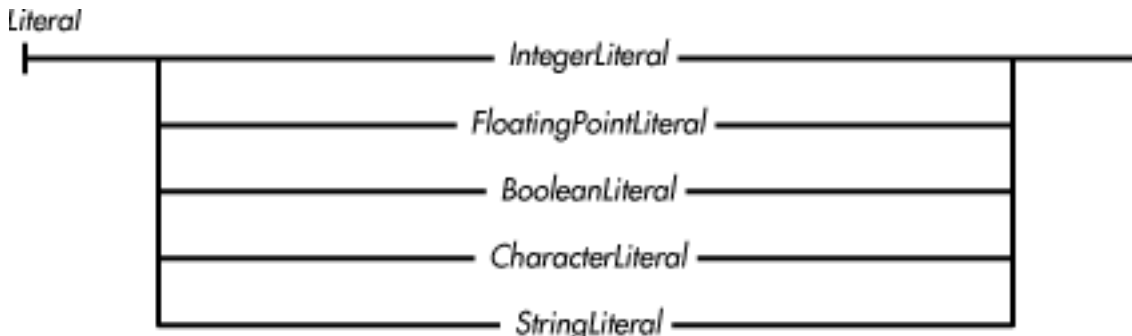 Literal
IntegerLiteral
FloatingPointLiteral
BooleanLiteral
CharacterLiteral
StringLiteral